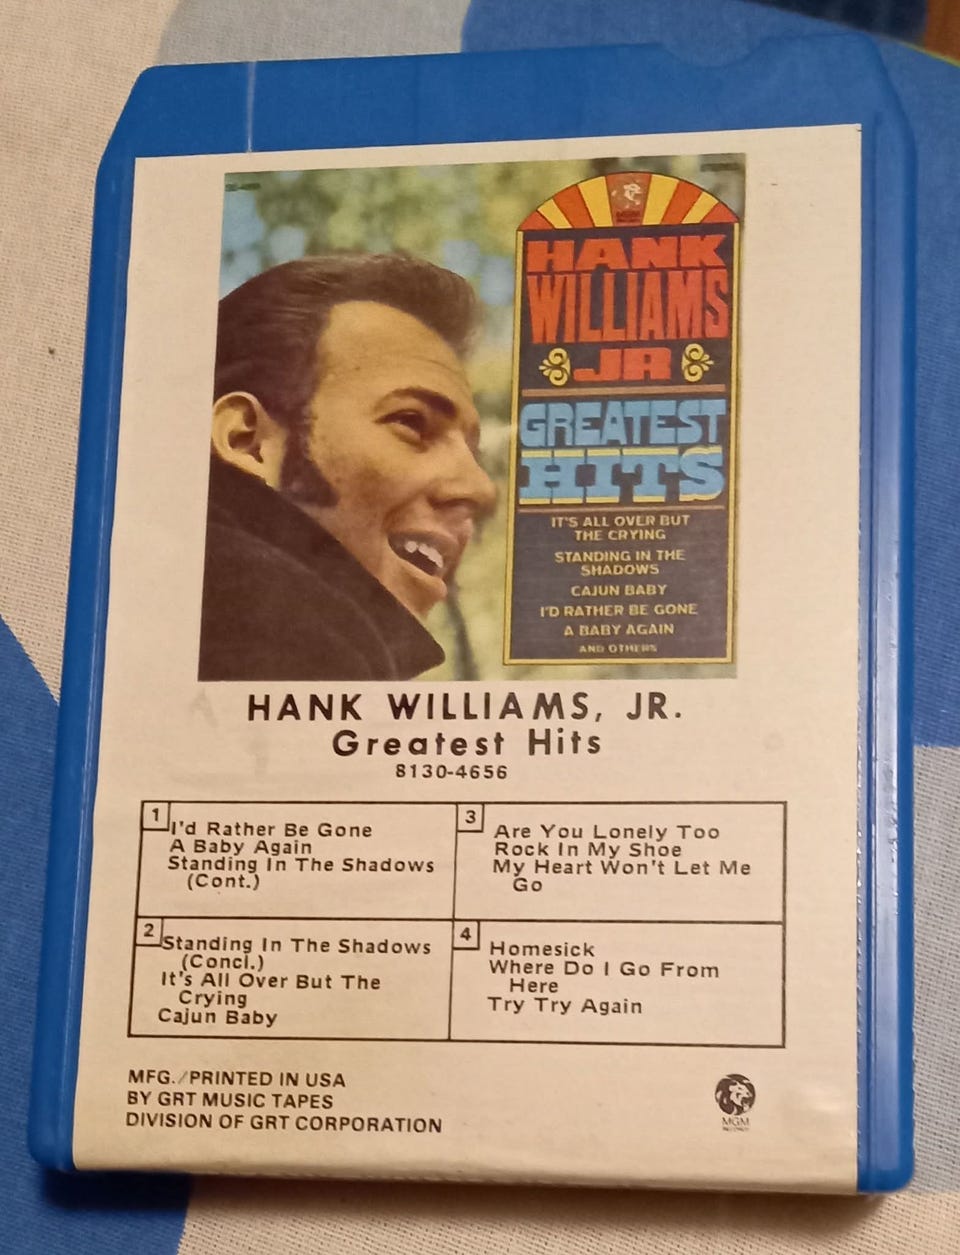 MGM
HANK
WILLIAMS
JR
GREATEST
HITS
IT'S ALL OVER BUT
THE CRYING
STANDING IN THE
SHADOWS
CAJUN BABY
I'D RATHER BE GONE
A BABY AGAIN
AND OTHERS
HANK WILLIAMS, JR.
Greatest Hits
8130-4656
1
I'd Rather Be Gone
A Baby Again
Standing In The Shadows
(Cont.)
2
Standing In The Shadows
(Concl.)
It's All Over But The
Crying
Cajun Baby
3
Are You Lonely Too
Rock In My Shoe
My Heart Won't Let Me
Go
4
Homesick
Where Do I Go From
Here
Try Try Again
MFG./PRINTED IN USA
BY GRT MUSIC TAPES
DIVISION OF GRT CORPORATION
MGM